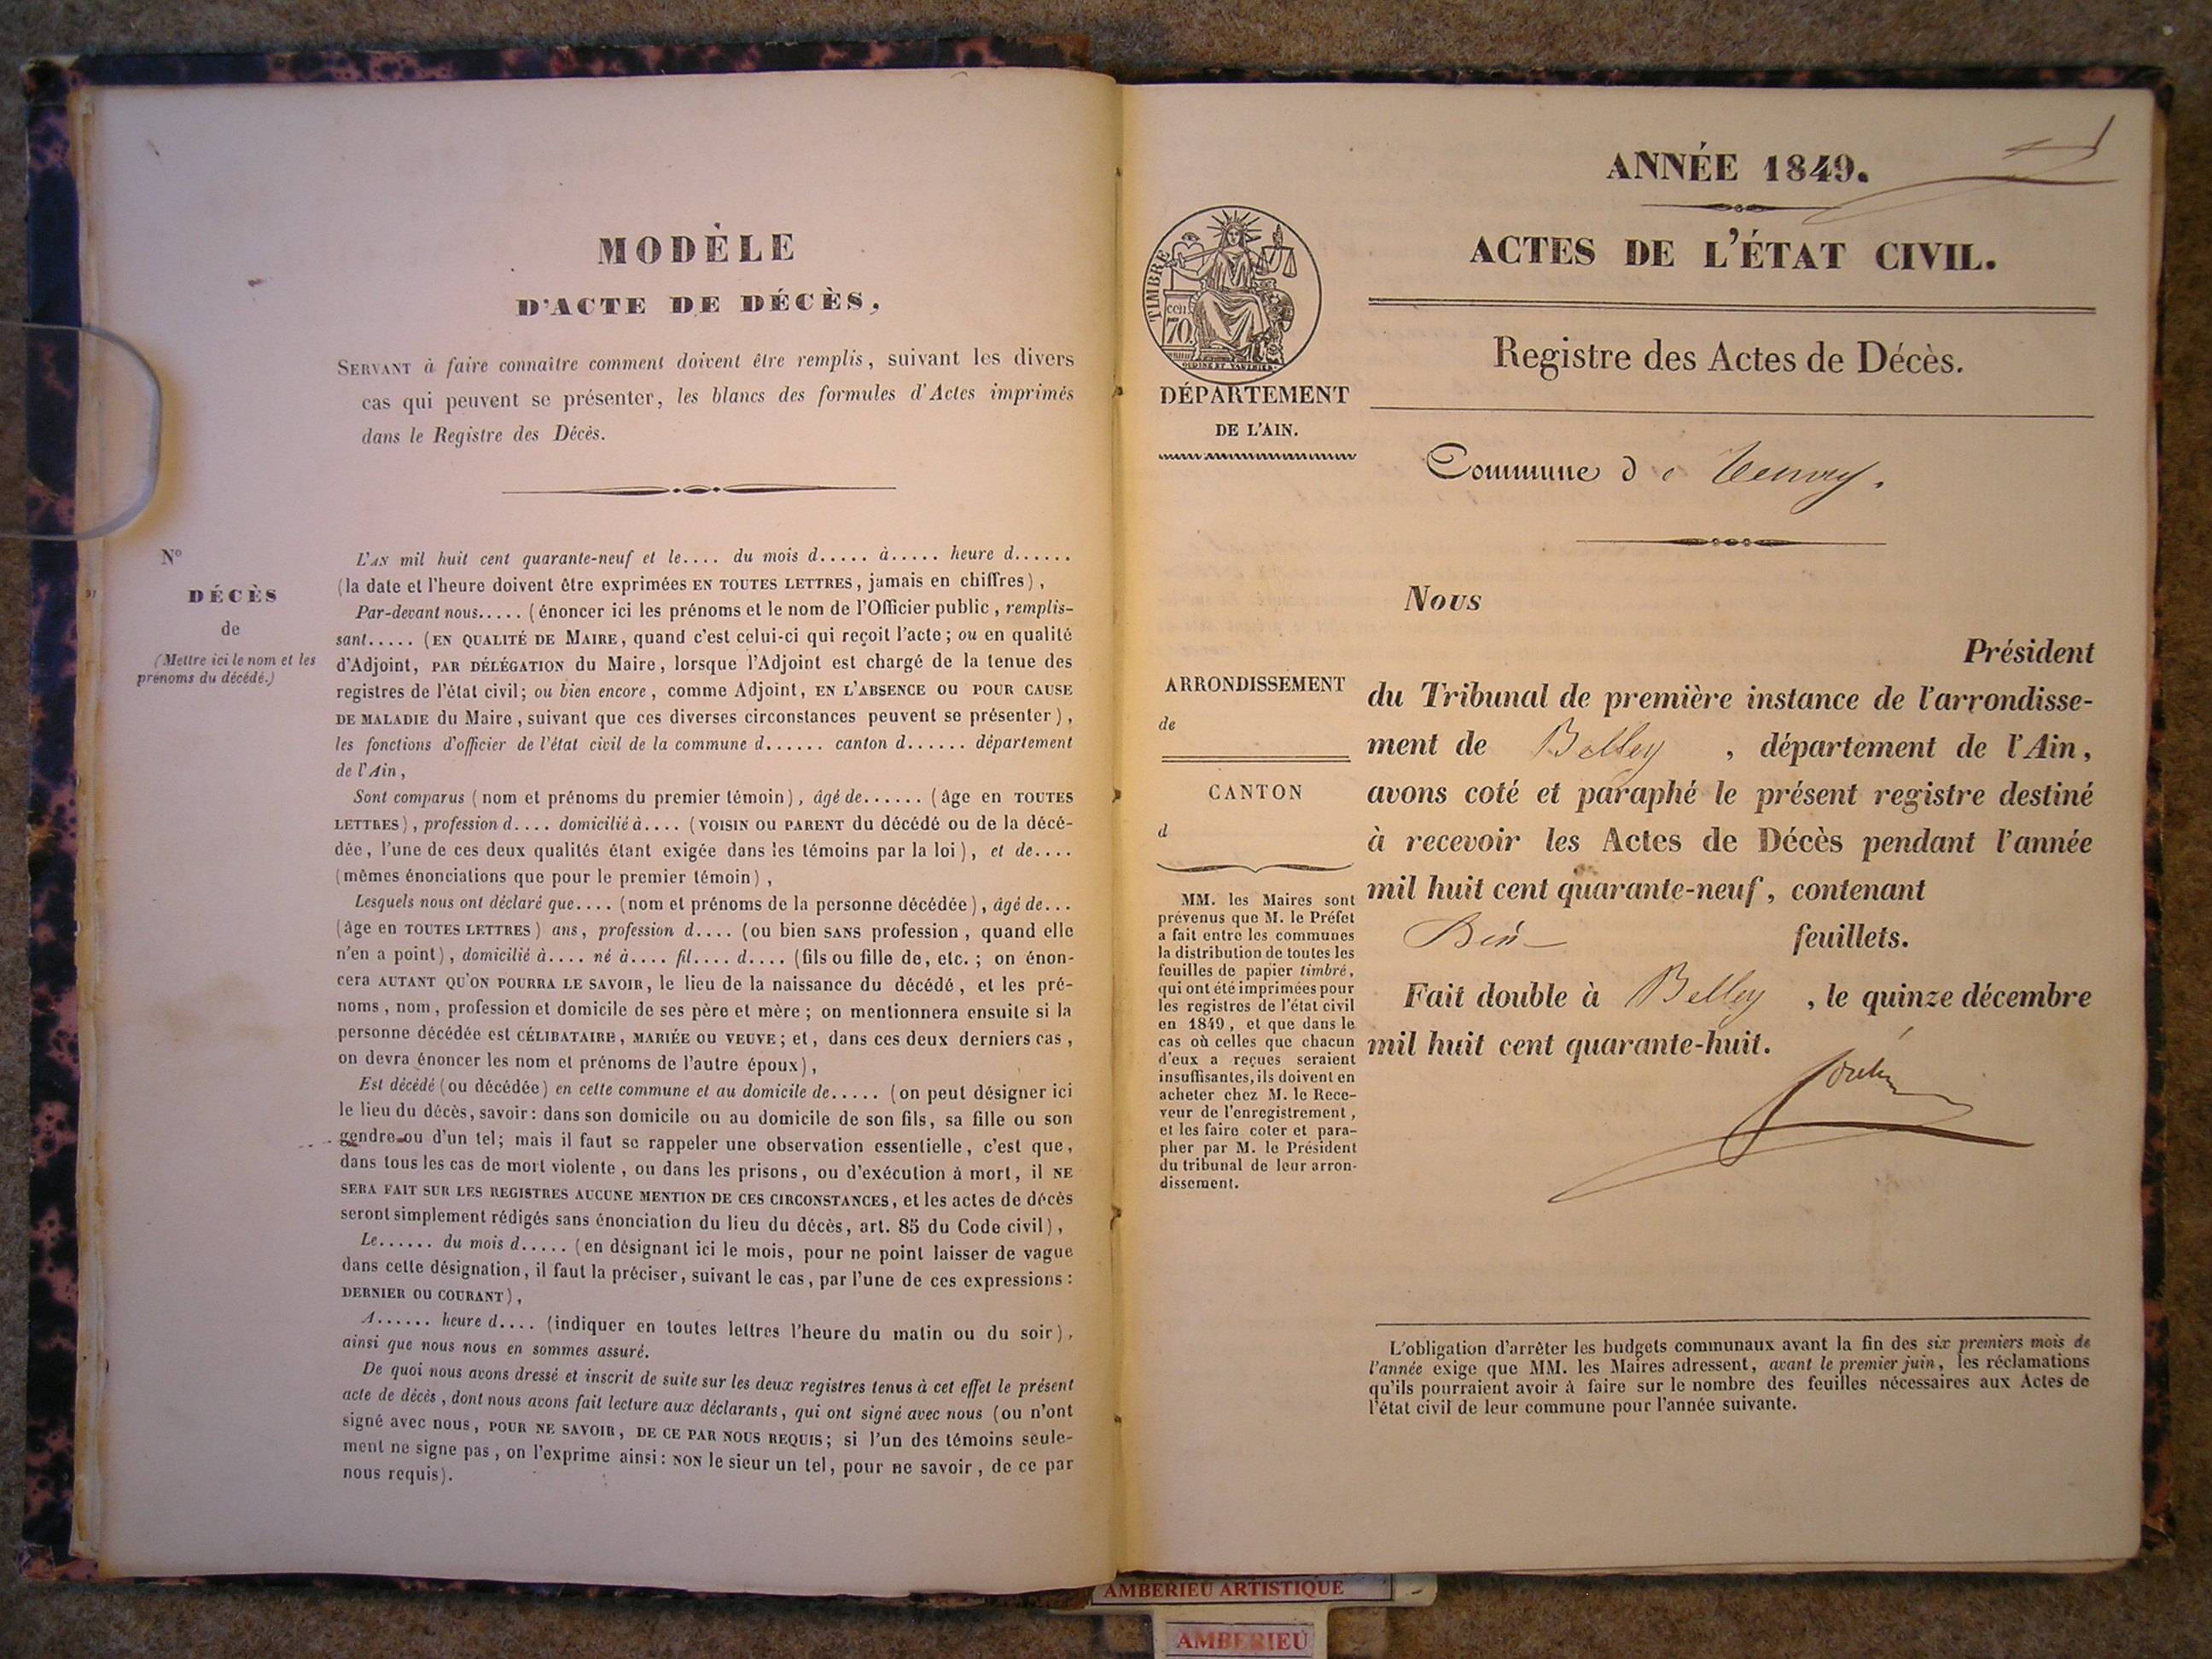 MODÈLE
D'ACTE DE DÉCÈS,
SERVANT à faire connaitre comment doivent être remplis, suivant les divers
cas qui peuvent se présenter, les blancs des formules d'Actes imprimés
dans le Registre des Décès.
N°
DÉCÈS
de
(Mettre ici le nom et les
prénoms du décédé.)
L'AN mil huit cent quarante-neuf et le.... du mois d..... à..... heure d......
(la date et l'heure doivent être exprimées EN TOUTES LETTRES, jamais en chiffres),
Par-devant nous..... (énoncer ici les prénoms et le nom de l'Officier public, remplis-
sant..... (EN QUALITÉ DE MAIRE, quand c'est celui-ci qui reçoit l'acte; ou en qualité
d'Adjoint, PAR DÉLÉGATION du Maire, lorsque l'Adjoint est chargé de la tenue des
registres de l'état civil; ou bien encore, comme Adjoint, EN L'ABSENCE OU POUR CAUSE
DE MALADIE du Maire, suivant que ces diverses circonstances peuvent se présenter),
les fonctions d'officier de l'état civil de la commune d...... canton d...... département
de l'Ain,
Sont comparus (nom et prénoms du premier témoin), âgé de...... (âge en TOUTES
LETTRES), profession d.... domicilié à.... (VOISIN OU PARENT du décédé ou de la décé-
dée, l'une de ces deux qualités étant exigée dans les témoins par la loi), et de....
(mêmes énonciations que pour le premier témoin),
Lesquels nous ont déclaré que.... (nom et prénoms de la personne décédée), âgé de...
(âge en TOUTES LETTRES) ans, profession d.... (ou bien SANS profession, quand elle
n'en a point), domicilié à.... né à.... fil.... d.... (fils ou fille de, etc.; on énon-
cera AUTANT QU'ON POURRA LE SAVOIR, le lieu de la naissance du décédé, et les pré-
noms, nom, profession et domicile de ses père et mère; on mentionnera ensuite si la
personne décédée est CÉLIBATAIRE, MARIÉE OU VEUVE; et, dans ces deux derniers cas,
on devra énoncer les nom et prénoms de l'autre époux),
Est décédé (ou décédée) en cette commune et au domicile de..... (on peut désigner ici
le lieu du décès, savoir: dans son domicile ou au domicile de son fils, sa fille ou son
gendre ou d'un tel; mais il faut se rappeler une observation essentielle, c'est que,
dans tous les cas de mort violente, ou dans les prisons, ou d'exécution à mort, il NE
SERA FAIT SUR LES REGISTRES AUCUNE MENTION DE CES CIRCONSTANCES, et les actes de décès
seront simplement rédigés sans énonciation du lieu du décès, art. 85 du Code civil),
Le...... du mois d..... (en désignant ici le mois, pour ne point laisser de vague
dans cette désignation, il faut la préciser, suivant le cas, par l'une de ces expressions:
DERNIER OU COURANT),
A...... heure d.... (indiquer en toutes lettres l'heure du matin ou du soir),
ainsi que nous nous en sommes assuré.
De quoi nous avons dressé et inscrit de suite sur les deux registres tenus à cet effet le présent
acte de décès, dont nous avons fait lecture aux déclarants, qui ont signé avec nous (ou n'ont
signé avec nous, POUR NE SAVOIR, DE CE PAR NOUS REQUIS; si l'un des témoins seule-
ment ne signe pas, on l'exprime ainsi: NON le sieur un tel, pour ne savoir, de ce par
nous requis).
ANNÉE 1849.
ACTES DE L'ÉTAT CIVIL.
Registre des Actes de Décès.
TIMBRE
cen.
70.
DÉPARTEMENT
DE L'AIN.
Commune de Tenay.
ARRONDISSEMENT
de
CANTON
d
MM. les Maires sont
prévenus que M. le Préfet
a fait entre les communes
la distribution de toutes les
feuilles de papier timbré,
qui ont été imprimées pour
les registres de l'état civil
en 1849, et que dans le
cas où celles que chacun
d'eux a reçues seraient
insuffisantes, ils doivent en
acheter chez M. le Rece-
veur de l'enregistrement,
et les faire coter et para-
pher par M. le Président
du tribunal de leur arron-
dissement.
Nous
Président
du Tribunal de première instance de l'arrondisse-
ment de Belley, département de l'Ain,
avons coté et paraphé le présent registre destiné
à recevoir les Actes de Décès pendant l'année
mil huit cent quarante-neuf, contenant
feuillets.
Fait double à Belley, le quinze décembre
mil huit cent quarante-huit.
L'obligation d'arrêter les budgets communaux avant la fin des six premiers mois de
l'année exige que MM. les Maires adressent, avant le premier juin, les réclamations
qu'ils pourraient avoir à faire sur le nombre des feuilles nécessaires aux Actes de
l'état civil de leur commune pour l'année suivante.
AMBERIEU ARTISTIQUE
AMBERIEU